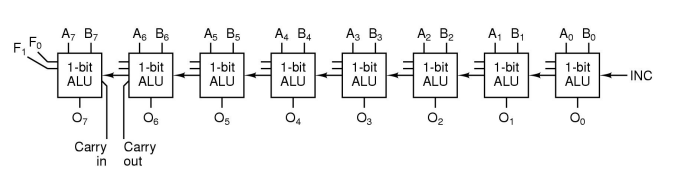 A₇ B₇ A₆ B₆ A₅ B₅ A₄ B₄ A₃ B₃ A₂ B₂ A₁ B₁ A₀ B₀
F₁ F₀
1-bit ALU 1-bit ALU 1-bit ALU 1-bit ALU 1-bit ALU 1-bit ALU 1-bit ALU 1-bit ALU INC
O₇ O₆ O₅ O₄ O₃ O₂ O₁ O₀
Carry in
Carry out